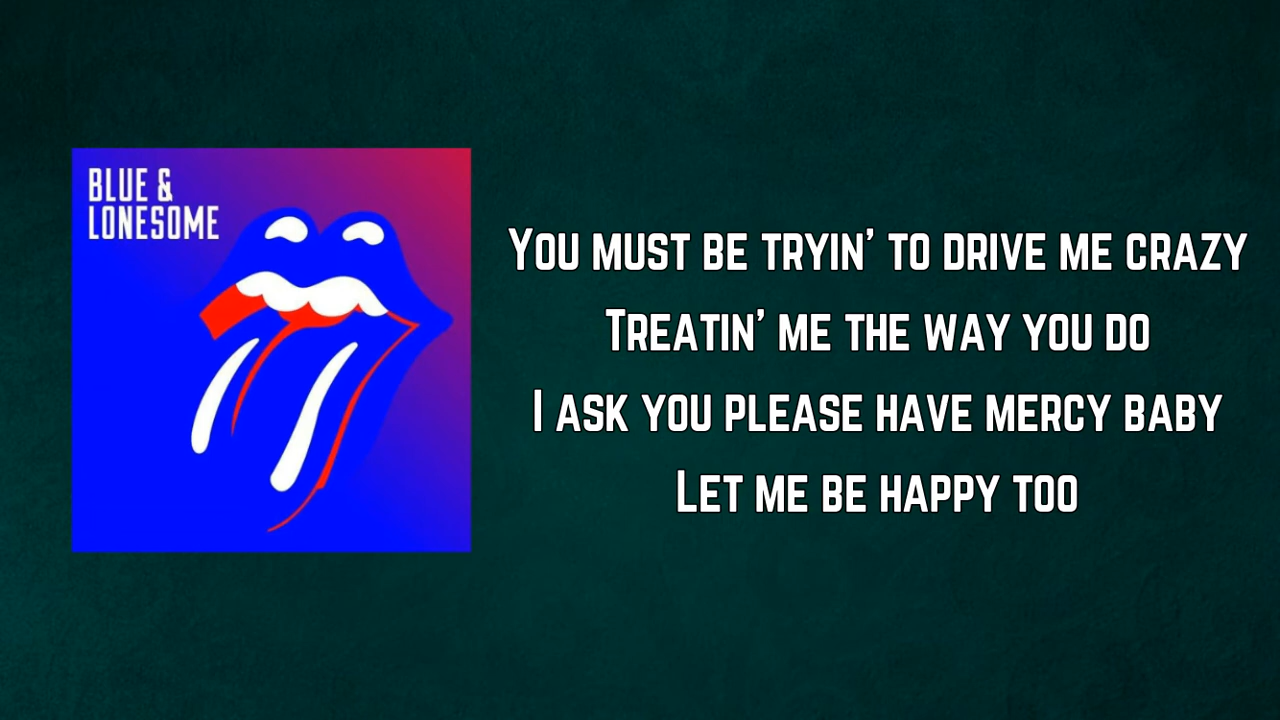 BLUE &
LONESOME
YOU MUST BE TRYIN' TO DRIVE ME CRAZY
TREATIN' ME THE WAY YOU DO
I ASK YOU PLEASE HAVE MERCY BABY
LET ME BE HAPPY TOO